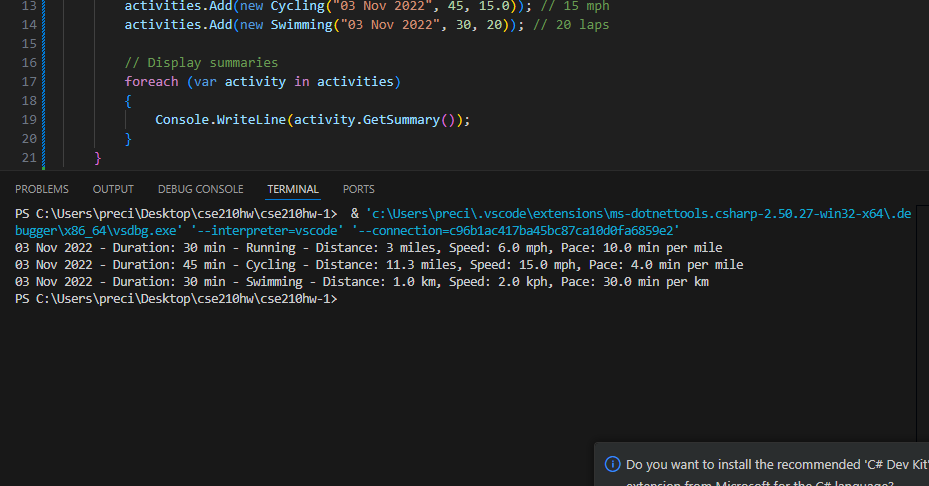 13 activities.Add(new Cycling("03 Nov 2022", 45, 15.0)); // 15 mph
14 activities.Add(new Swimming("03 Nov 2022", 30, 20)); // 20 laps
15
16 // Display summaries
17 foreach (var activity in activities)
18 {
19 Console.WriteLine(activity.GetSummary());
20 }
21 }
PROBLEMS OUTPUT DEBUG CONSOLE TERMINAL PORTS
PS C:\Users\preci\Desktop\cse210hw\cse210hw-1> & 'c:\Users\preci\.vscode\extensions\ms-dotnettools.csharp-2.50.27-win32-x64\.de
bugger\x86_64\vsdbg.exe' '--interpreter=vscode' '--connection=c96b1ac417ba45bc87ca10d0fa6859e2'
03 Nov 2022 - Duration: 30 min - Running - Distance: 3 miles, Speed: 6.0 mph, Pace: 10.0 min per mile
03 Nov 2022 - Duration: 45 min - Cycling - Distance: 11.3 miles, Speed: 15.0 mph, Pace: 4.0 min per mile
03 Nov 2022 - Duration: 30 min - Swimming - Distance: 1.0 km, Speed: 2.0 kph, Pace: 30.0 min per km
PS C:\Users\preci\Desktop\cse210hw\cse210hw-1>
Do you want to install the recommended 'C# Dev Kit'
extension from Microsoft for the C# language?